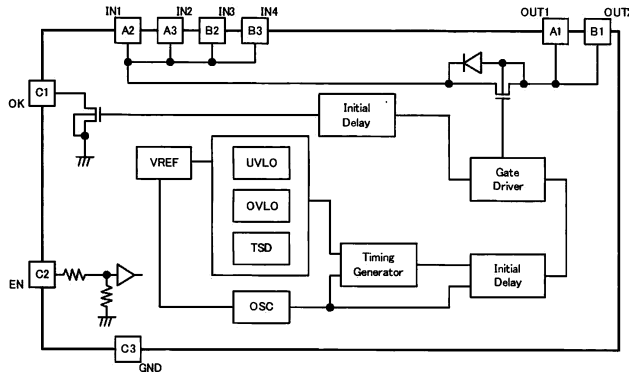 IN1 IN2 IN3 IN4 OUT1 OUT2
A2 A3 B2 B3 A1 B1
C1
OK
Initial
Delay
VREF
UVLO
OVLO
TSD
Gate
Driver
C2
EN
Timing
Generator
Initial
Delay
OSC
C3
GND